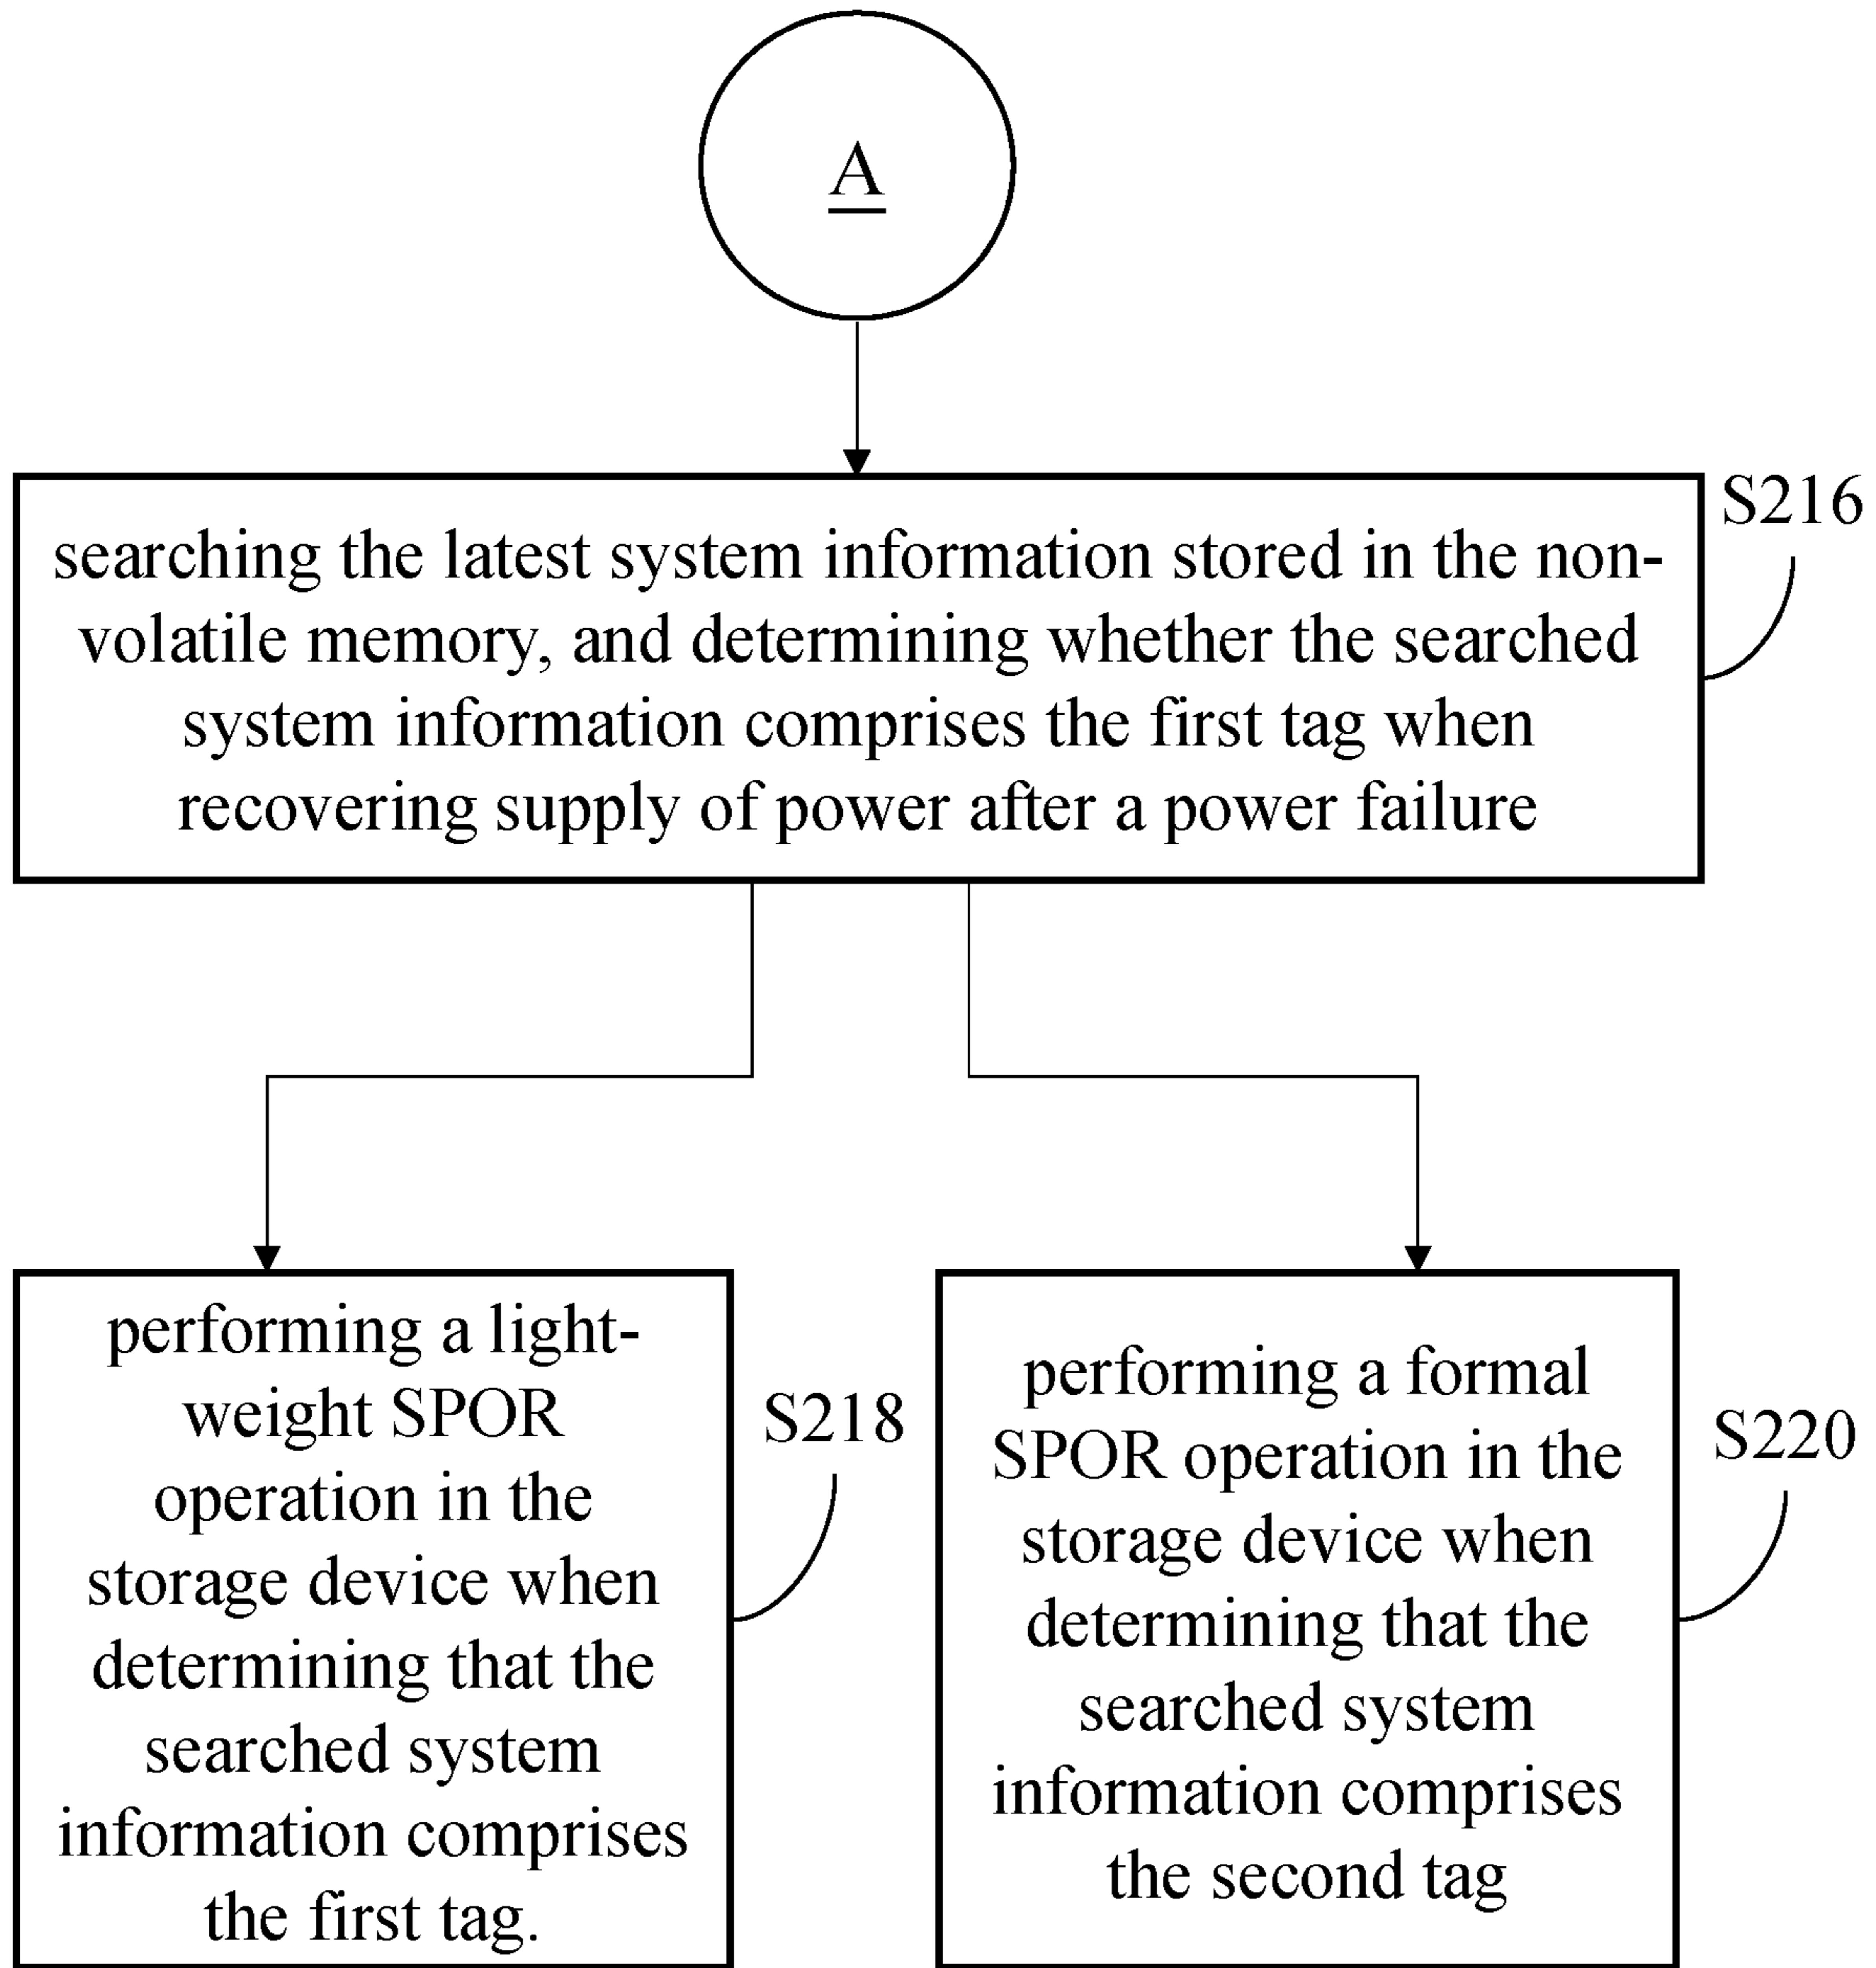 A
S216
searching the latest system information stored in the non-
volatile memory, and determining whether the searched
system information comprises the first tag when
recovering supply of power after a power failure
performing a light-
weight SPOR
operation in the
storage device when
determining that the
searched system
information comprises
the first tag.
S218
performing a formal
SPOR operation in the
storage device when
determining that the
searched system
information comprises
the second tag
S220